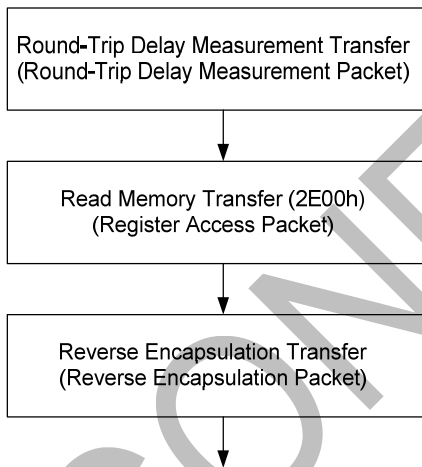 Round-Trip Delay Measurement Transfer
(Round-Trip Delay Measurement Packet)
Read Memory Transfer (2E00h)
(Register Access Packet)
Reverse Encapsulation Transfer
(Reverse Encapsulation Packet)